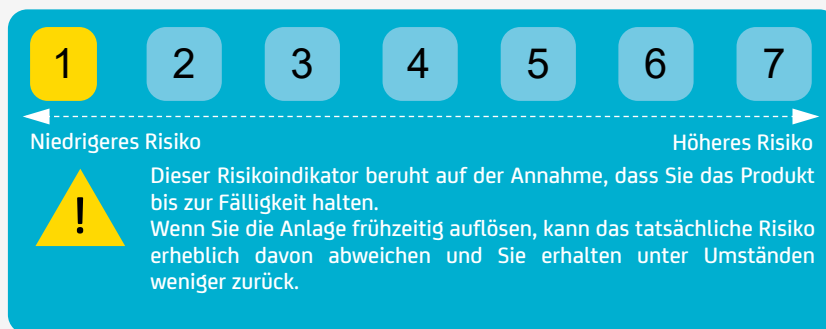 1 2 3 4 5 6 7
Niedrigeres Risiko Höheres Risiko
!
Dieser Risikoindikator beruht auf der Annahme, dass Sie das Produkt
bis zur Fälligkeit halten.
Wenn Sie die Anlage frühzeitig auflösen, kann das tatsächliche Risiko
erheblich davon abweichen und Sie erhalten unter Umständen
weniger zurück.